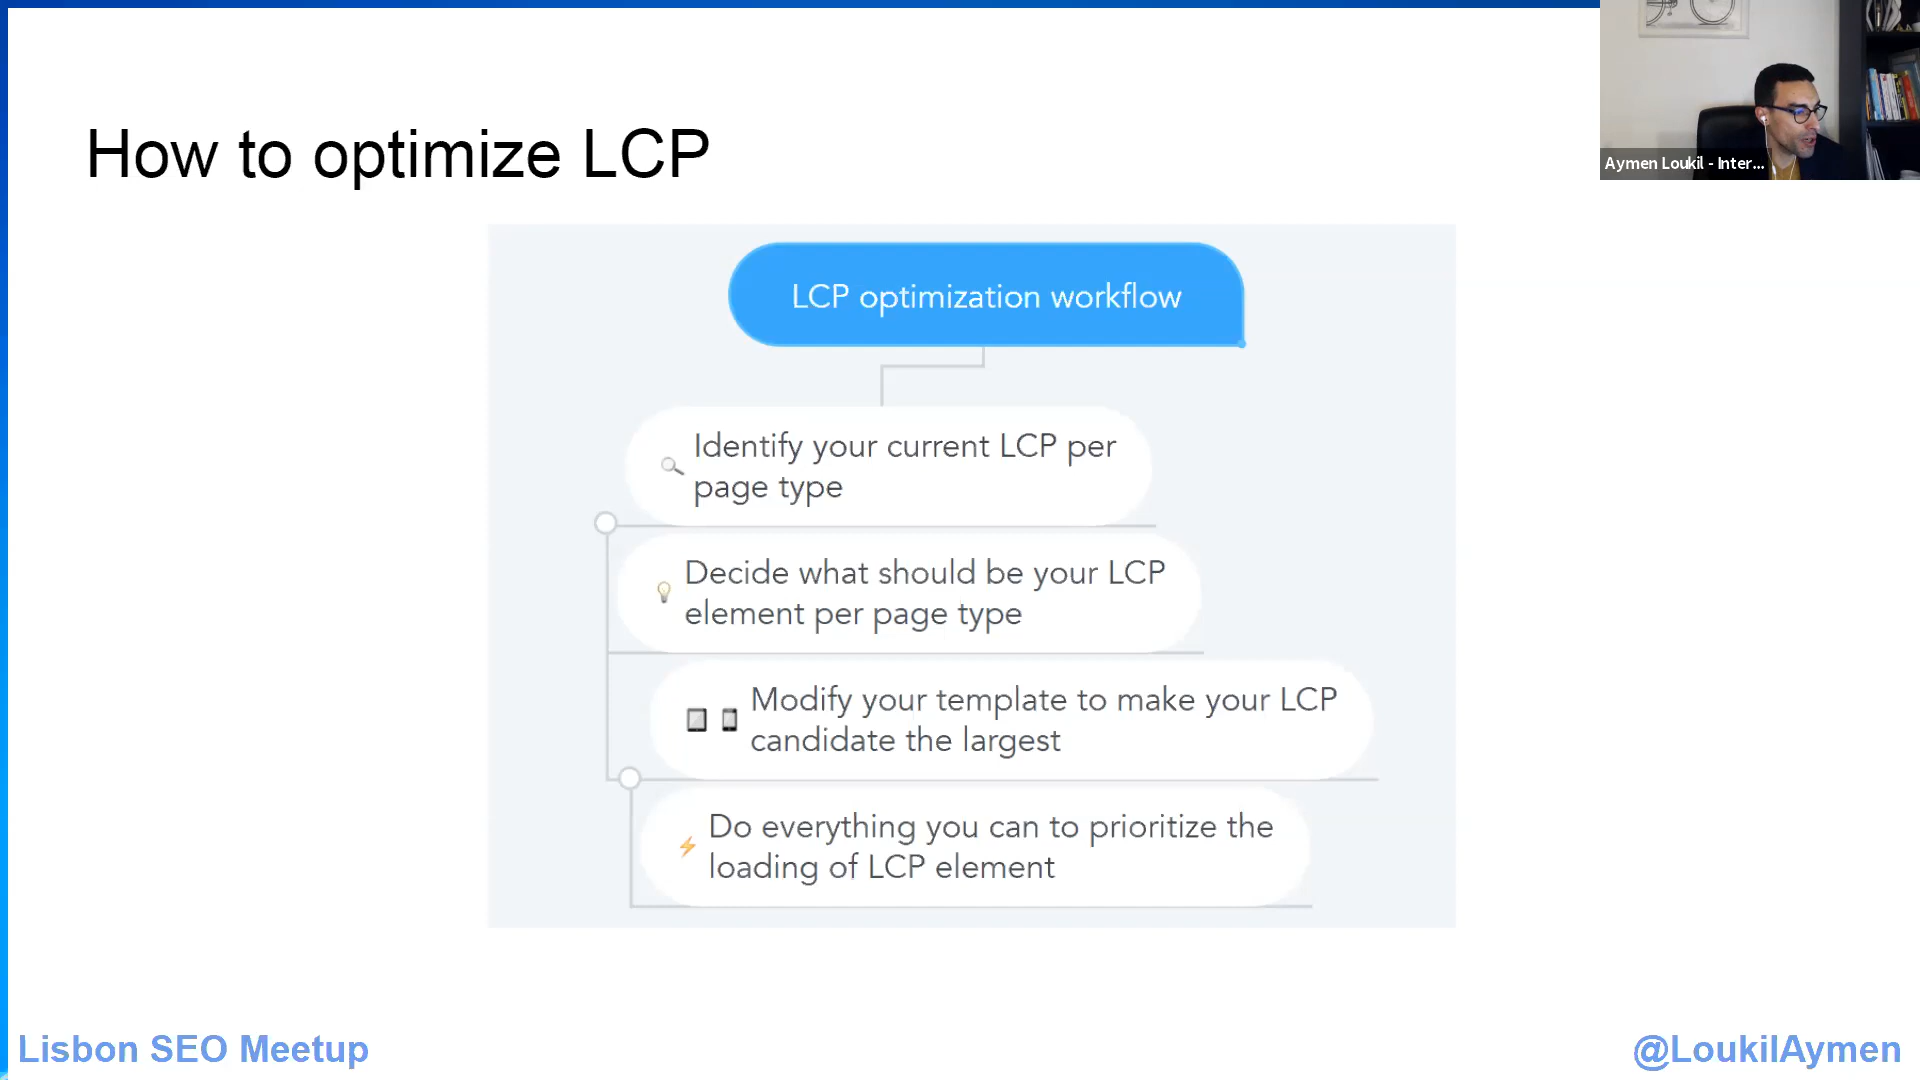 Aymen Loukil - Inter...
How to optimize LCP
LCP optimization workflow
Identify your current LCP per
page type
Decide what should be your LCP
element per page type
Modify your template to make your LCP
candidate the largest
Do everything you can to prioritize the
loading of LCP element
Lisbon SEO Meetup
@LoukilAymen